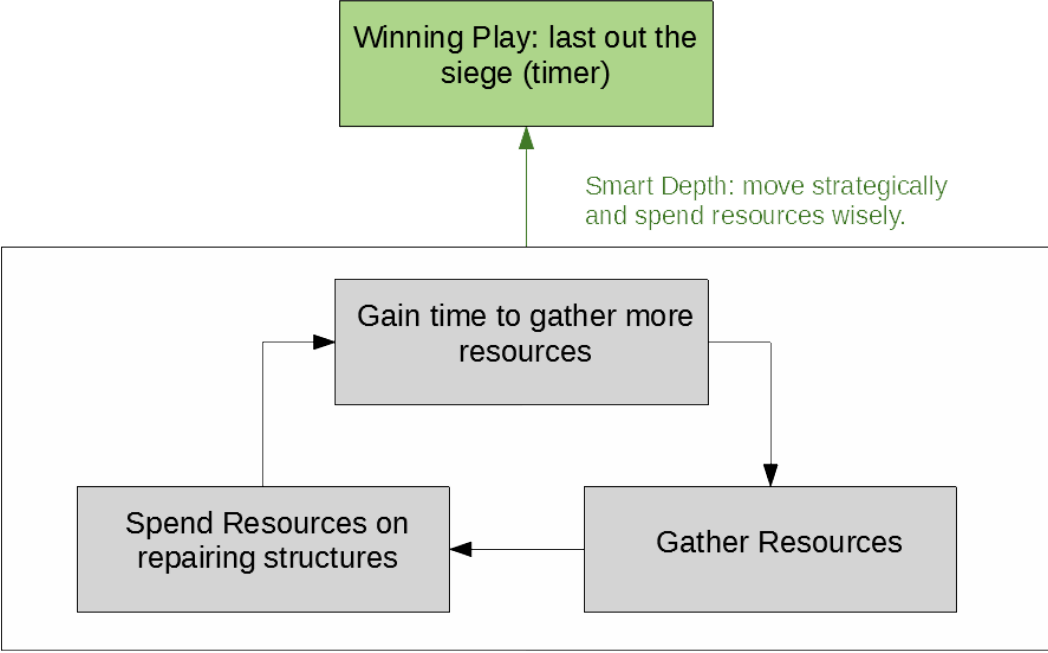 Winning Play: last out the
siege (timer)
Smart Depth: move strategically
and spend resources wisely.
Gain time to gather more
resources
Spend Resources on
repairing structures
Gather Resources